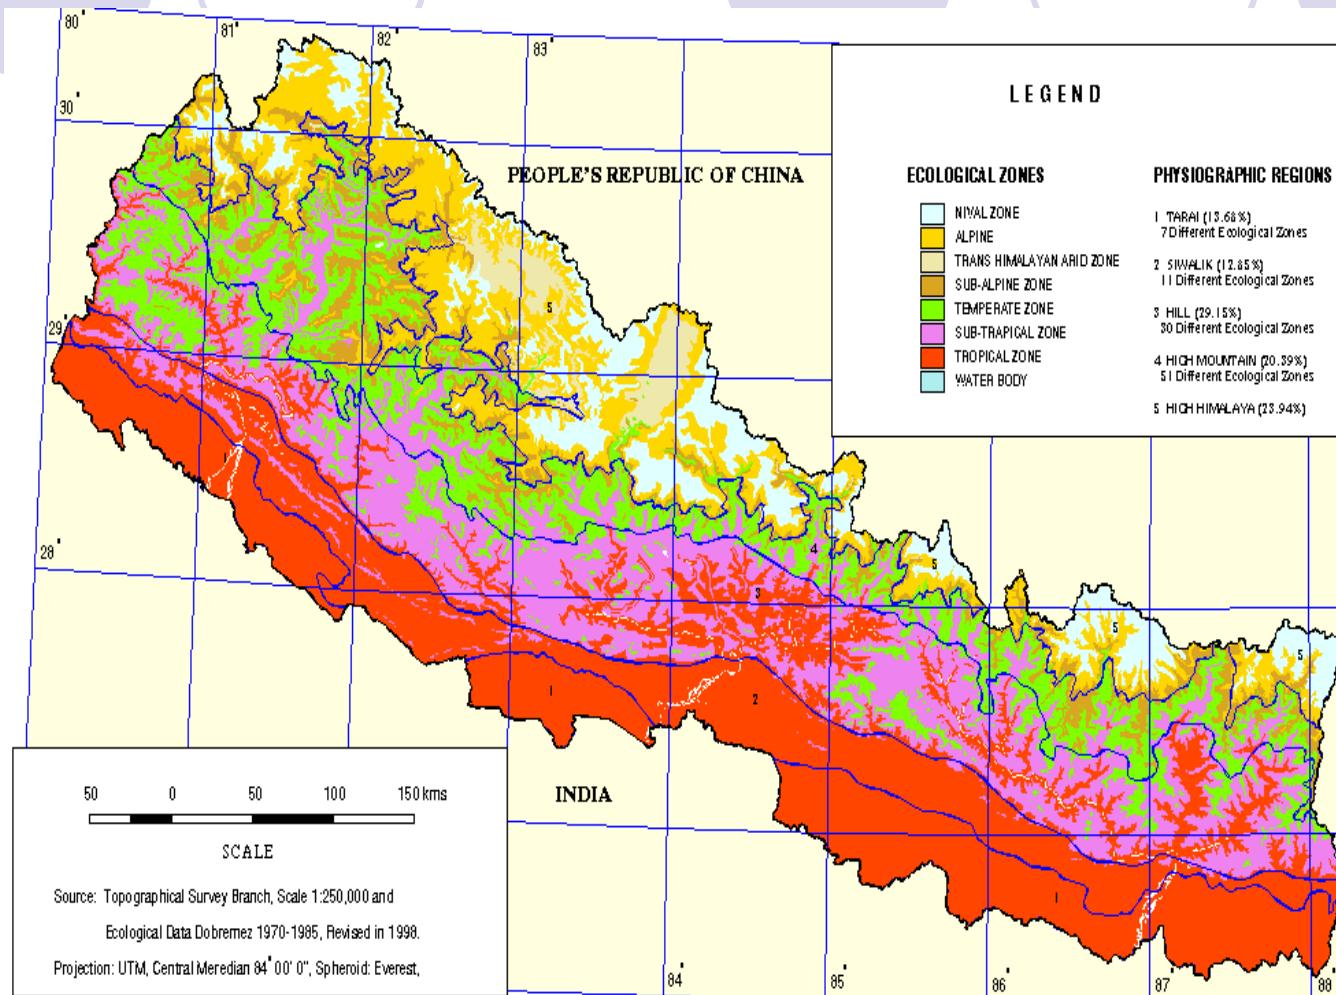 80°
81°
82°
83°
30°
29°
28°
PEOPLE'S REPUBLIC OF CHINA
INDIA
5
5
5
5
4
3
2
1
1
1
84°
85°
86°
87°
88°
LEGEND
ECOLOGICAL ZONES
NIVAL ZONE
ALPINE
TRANS HIMALAYAN ARID ZONE
SUB-ALPINE ZONE
TEMPERATE ZONE
SUB-TRAPICAL ZONE
TROPICAL ZONE
WATER BODY
PHYSIOGRAPHIC REGIONS
1 TARAI (13.68%)
7 Different Ecological Zones
2 SIWALIK (12.85%)
11 Different Ecological Zones
3 HILL (29.15%)
30 Different Ecological Zones
4 HIGH MOUNTAIN (20.39%)
51 Different Ecological Zones
5 HIGH HIMALAYA (23.94%)
50 0 50 100 150 kms
SCALE
Source: Topographical Survey Branch, Scale 1:250,000 and
Ecological Data Dobremez 1970-1985, Revised in 1998.
Projection: UTM, Central Meredian 84° 00' 0", Spheroid: Everest,